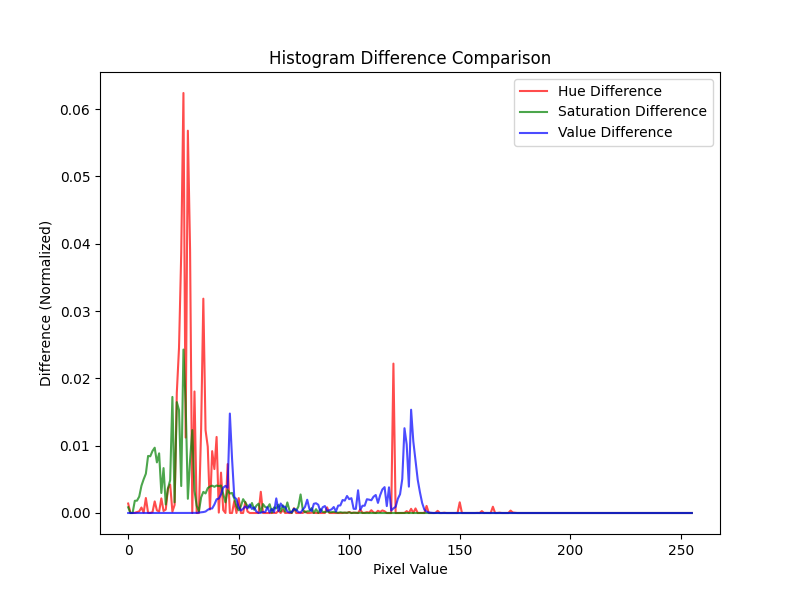 Histogram Difference Comparison
Hue Difference
Saturation Difference
Value Difference
Difference (Normalized)
0.06
0.05
0.04
0.03
0.02
0.01
0.00
0 50 100 150 200 250
Pixel Value